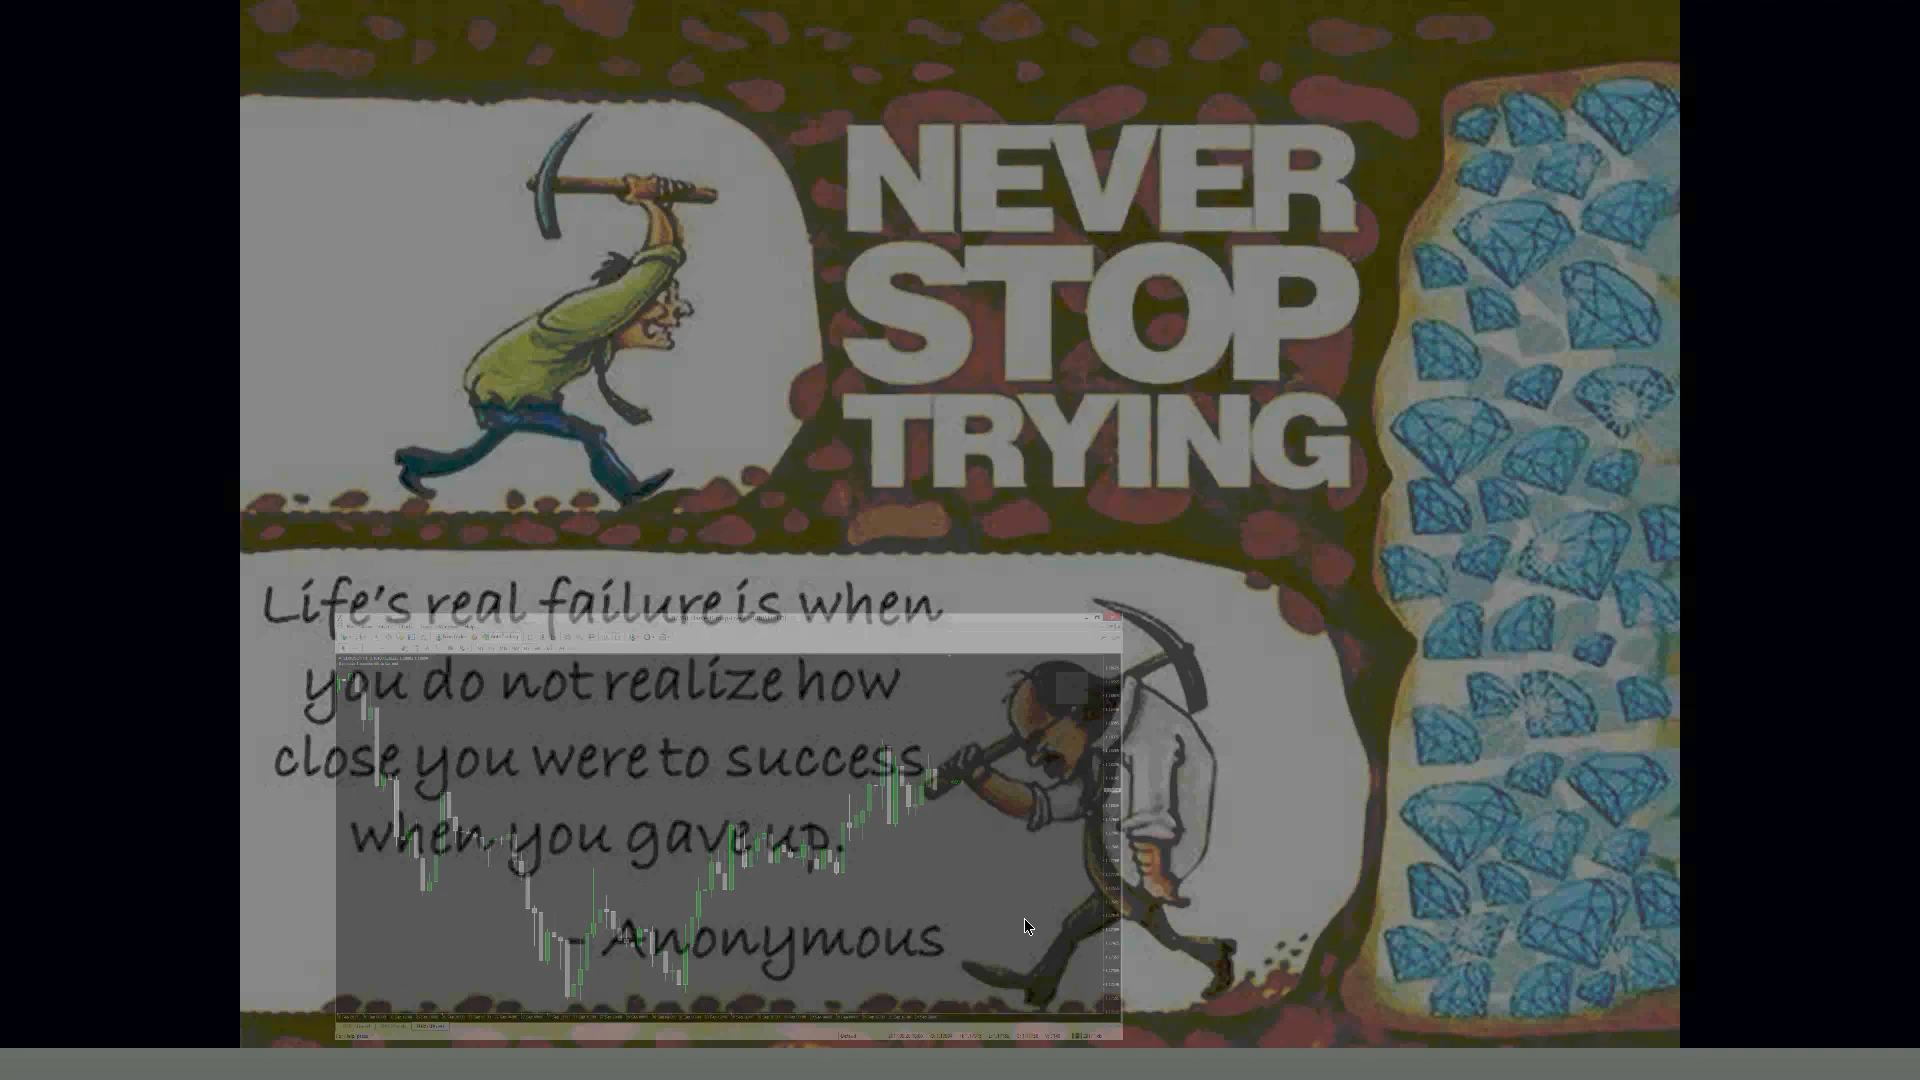 NEVER
STOP
TRYING
Life's real failure is when
you do not realize how
close you were to success
when you gave up.
- Anonymous